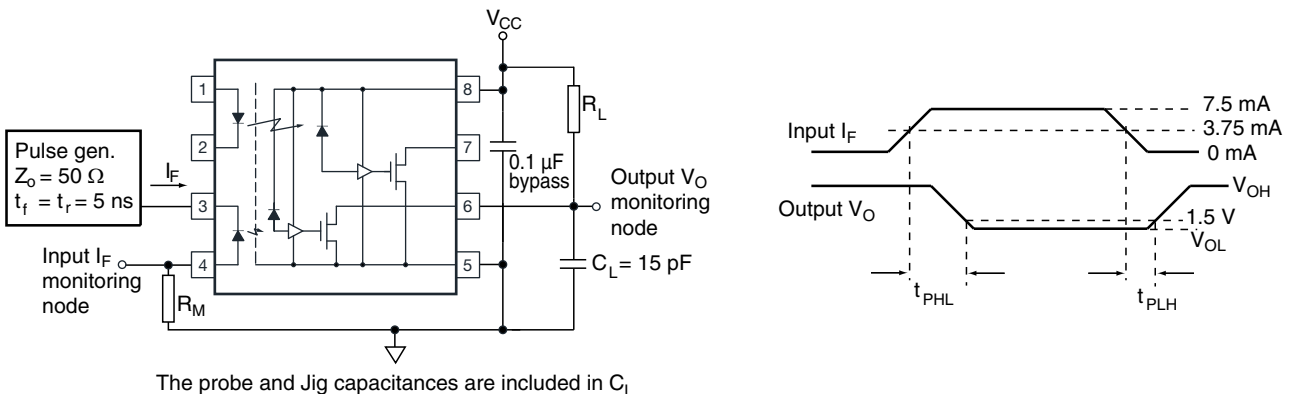 V_CC
1
2
3
4
8
7
6
5
R_L
0.1 µF
bypass
Pulse gen.
Z_o = 50 Ω
t_f = t_r = 5 ns
I_F
Input I_F
monitoring
node
R_M
Output V_O
monitoring
node
C_L = 15 pF
The probe and Jig capacitances are included in C_L
Input I_F
7.5 mA
3.75 mA
0 mA
Output V_O
V_OH
1.5 V
V_OL
t_PHL
t_PLH